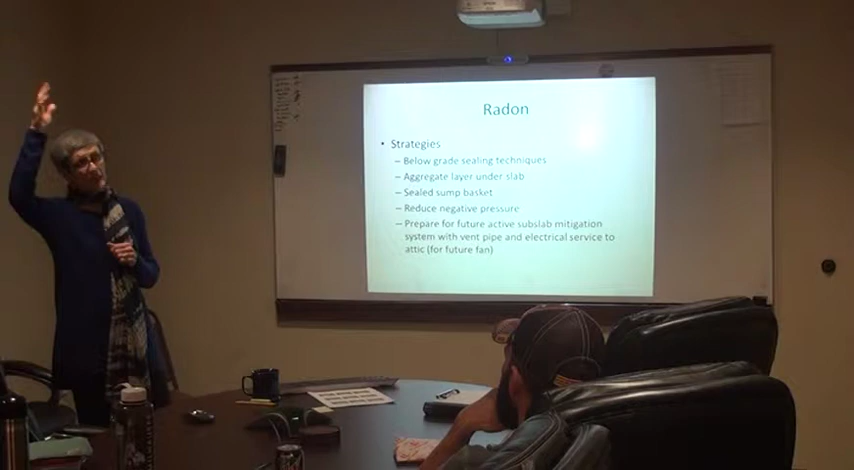 Radon
• Strategies
– Below grade sealing techniques
– Aggregate layer under slab
– Sealed sump basket
– Reduce negative pressure
– Prepare for future active subslab mitigation
system with vent pipe and electrical service to
attic (for future fan)